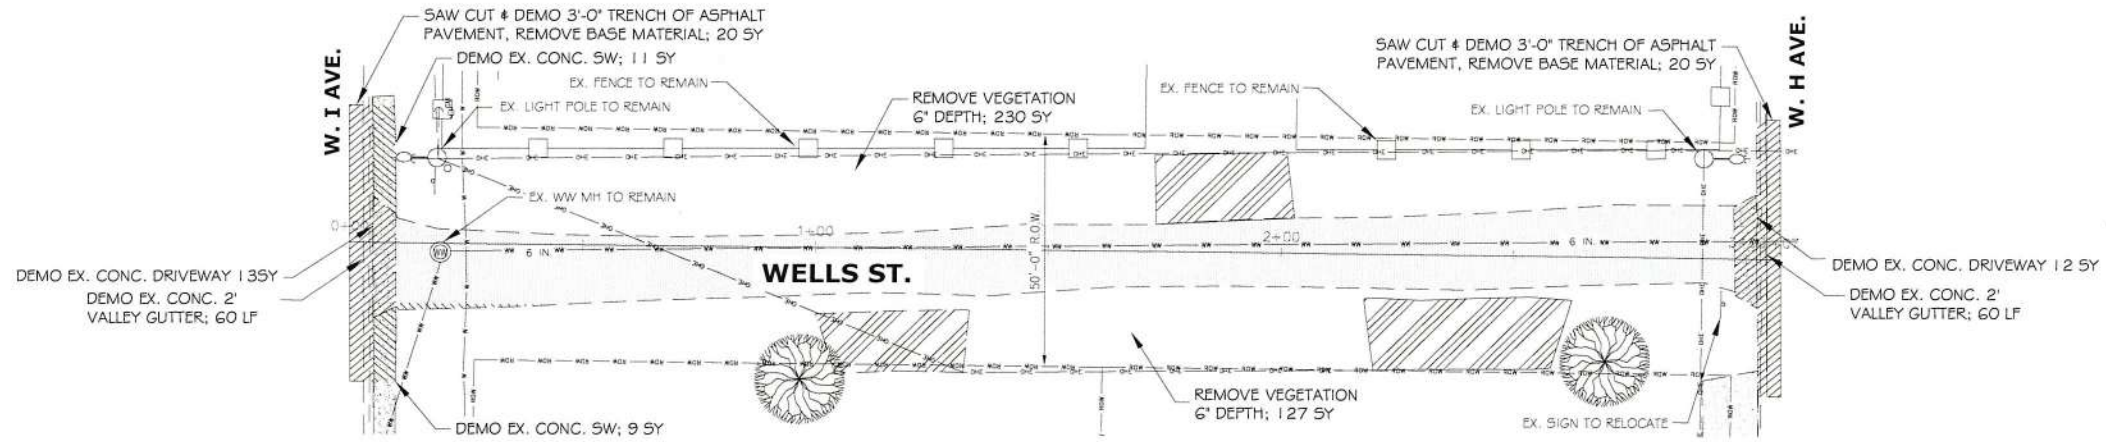 SAW CUT & DEMO 3'-0" TRENCH OF ASPHALT
PAVEMENT, REMOVE BASE MATERIAL; 20 SY
DEMO EX. CONC. SW; 11 SY
EX. FENCE TO REMAIN
EX. LIGHT POLE TO REMAIN
REMOVE VEGETATION
6" DEPTH; 230 SY
EX. FENCE TO REMAIN
SAW CUT & DEMO 3'-0" TRENCH OF ASPHALT
PAVEMENT, REMOVE BASE MATERIAL; 20 SY
EX. LIGHT POLE TO REMAIN
W. I AVE.
W. H AVE.
EX. WW MH TO REMAIN
1+00
2+00
WW
6 IN.
6 IN.
50'-0" R.O.W.
WELLS ST.
DEMO EX. CONC. DRIVEWAY 13SY
DEMO EX. CONC. 2'
VALLEY GUTTER; 60 LF
DEMO EX. CONC. DRIVEWAY 12 SY
DEMO EX. CONC. 2'
VALLEY GUTTER; 60 LF
REMOVE VEGETATION
6" DEPTH; 127 SY
EX. SIGN TO RELOCATE
DEMO EX. CONC. SW; 9 SY